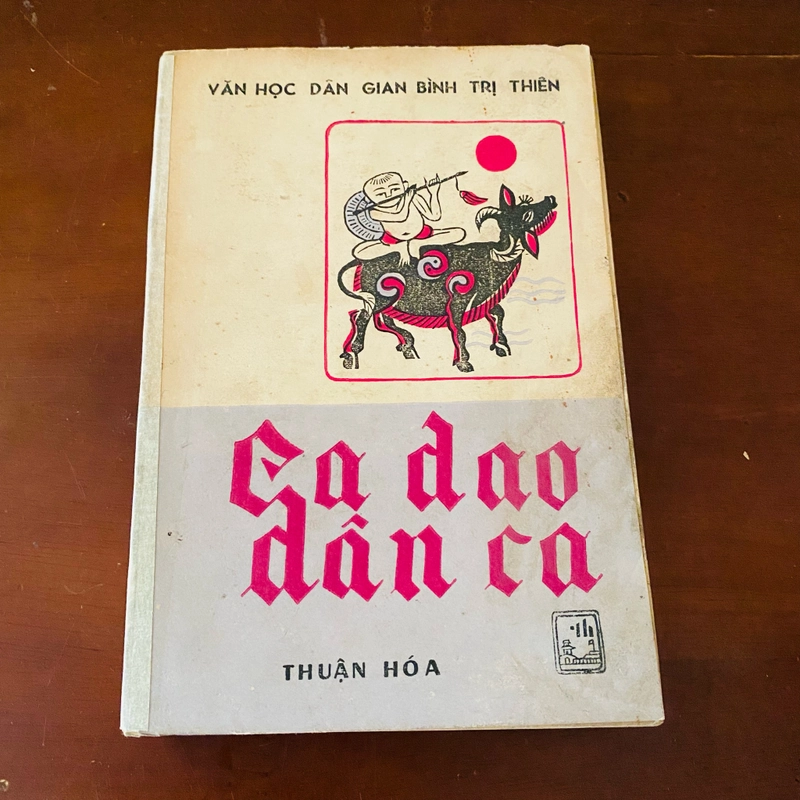 VĂN HỌC DÂN GIAN BÌNH TRỊ THIÊN
Ca dao
dân ca
THUẬN HÓA